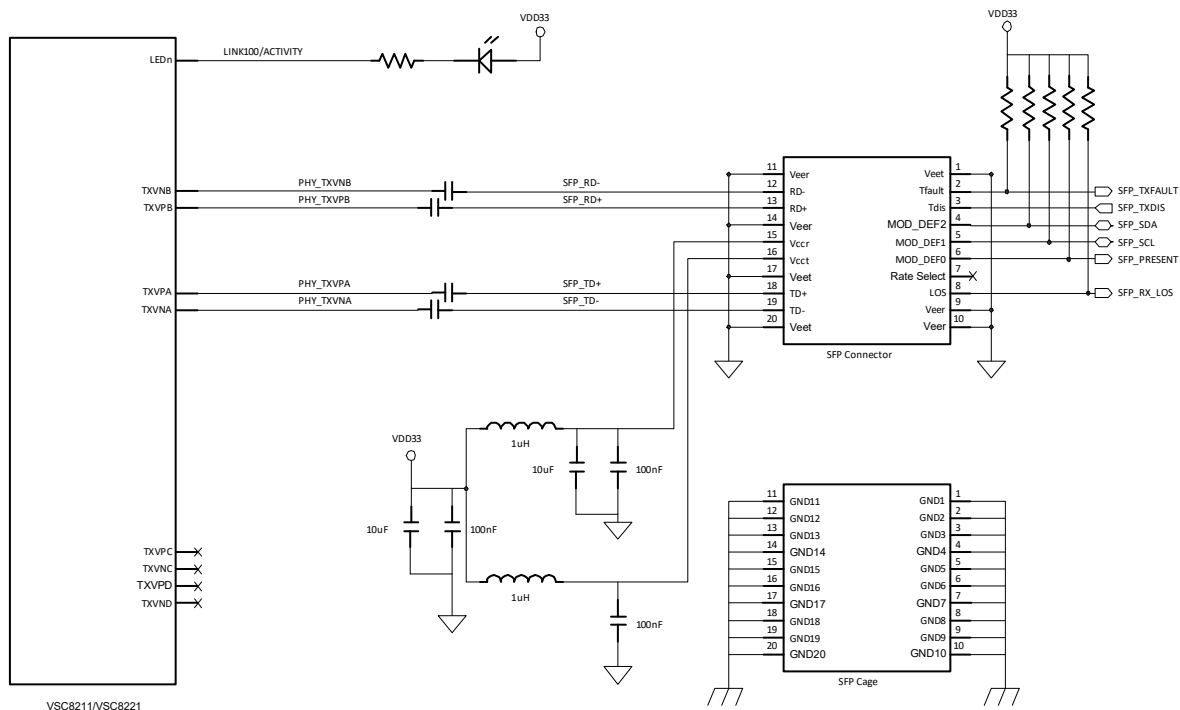 VDD33
LEDn
LINK100/ACTIVITY
VDD33
TXVNB
PHY_TXVNB
SFP_RD-
TXVPB
PHY_TXVPB
SFP_RD+
TXVPA
PHY_TXVPA
SFP_TD+
TXVNA
PHY_TXVNA
SFP_TD-
11 Veer
12 RD-
13 RD+
14 Veer
15 Vccr
16 Vcct
17 Veet
18 TD+
19 TD-
20 Veet
Veet 1
Tfault 2
Tdis 3
MOD_DEF2 4
MOD_DEF1 5
MOD_DEF0 6
Rate Select 7
LOS 8
Veer 9
Veer 10
SFP_TXFAULT
SFP_TXDIS
SFP_SDA
SFP_SCL
SFP_PRESENT
SFP_RX_LOS
SFP Connector
VDD33
1uH
10uF
100nF
10uF
100nF
1uH
100nF
TXVPC
TXVNC
TXVPD
TXVND
11 GND11
12 GND12
13 GND13
14 GND14
15 GND15
16 GND16
17 GND17
18 GND18
19 GND19
20 GND20
GND1 1
GND2 2
GND3 3
GND4 4
GND5 5
GND6 6
GND7 7
GND8 8
GND9 9
GND10 10
SFP Cage
VSC8211/VSC8221